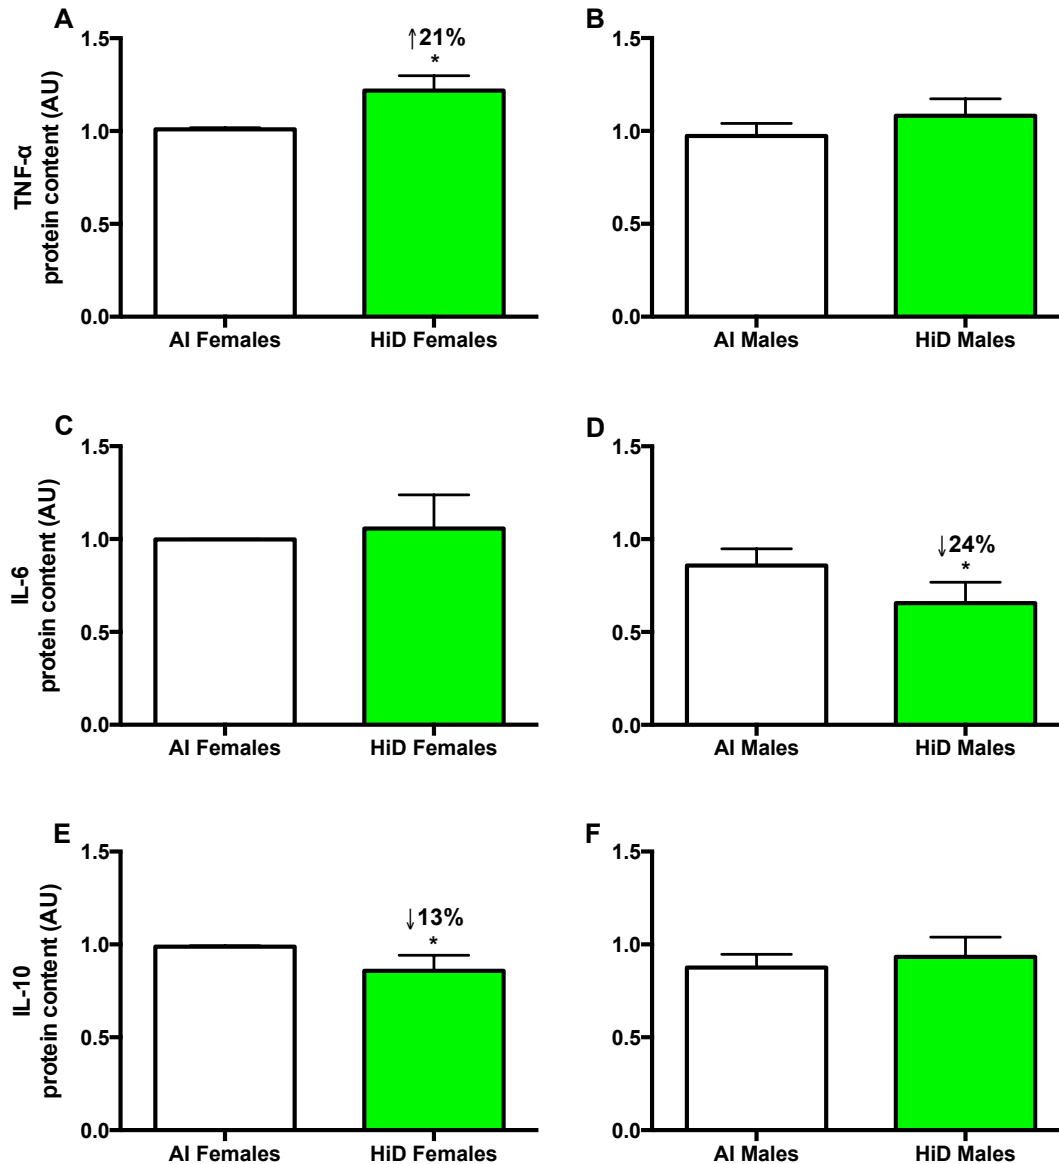 A
TNF-α
protein content (AU)
1.5
1.0
0.5
0.0
↑21%
*
AI Females
HiD Females
B
1.5
1.0
0.5
0.0
AI Males
HiD Males
C
IL-6
protein content (AU)
1.5
1.0
0.5
0.0
AI Females
HiD Females
D
1.5
1.0
0.5
0.0
↓24%
*
AI Males
HiD Males
E
IL-10
protein content (AU)
1.5
1.0
0.5
0.0
↓13%
*
AI Females
HiD Females
F
1.5
1.0
0.5
0.0
AI Males
HiD Males